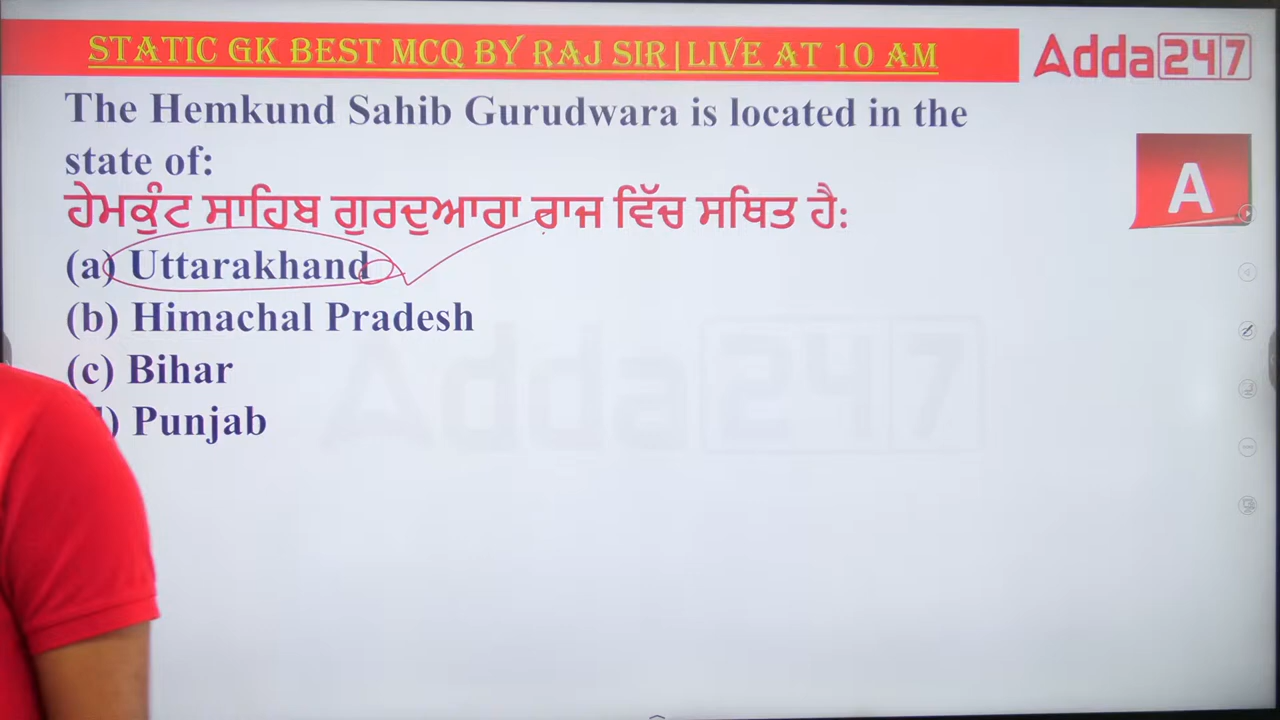 STATIC GK BEST MCQ BY RAJ SIR|LIVE AT 10 AM
Adda247
The Hemkund Sahib Gurudwara is located in the
state of:
A
ਹੇਮਕੁੰਟ ਸਾਹਿਬ ਗੁਰਦੁਆਰਾ ਰਾਜ ਵਿੱਚ ਸਥਿਤ ਹੈ:
(a) Uttarakhand
(b) Himachal Pradesh
(c) Bihar
) Punjab
Adda247